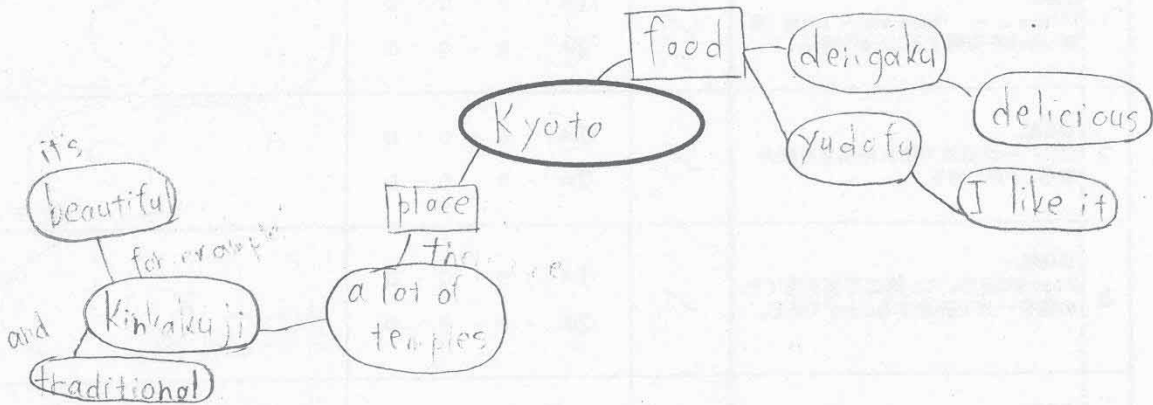 food
dengaku
delicious
Kyoto
yudofu
I like it
it's
beautiful
place
for example
a lot of
temples
Kinkakuji
and
traditional